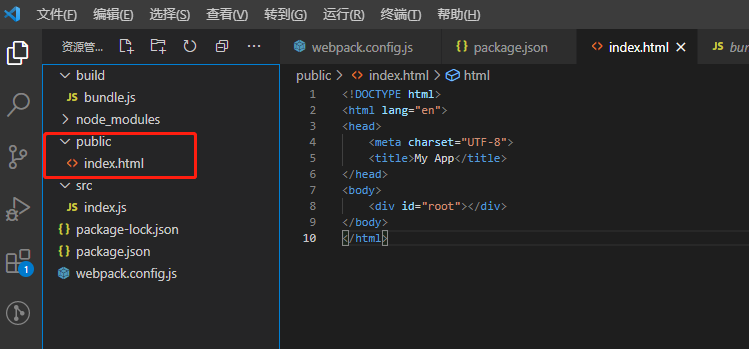 文件(F) 编辑(E) 选择(S) 查看(V) 转到(G) 运行(R) 终端(T) 帮助(H)
资源管... webpack.config.js package.json index.html bun
public > index.html > html
build
bundle.js
node_modules
public
index.html
src
index.js
package-lock.json
package.json
webpack.config.js
1 <!DOCTYPE html>
2 <html lang="en">
3 <head>
4 <meta charset="UTF-8">
5 <title>My App</title>
6 </head>
7 <body>
8 <div id="root"></div>
9 </body>
10 </html>
1